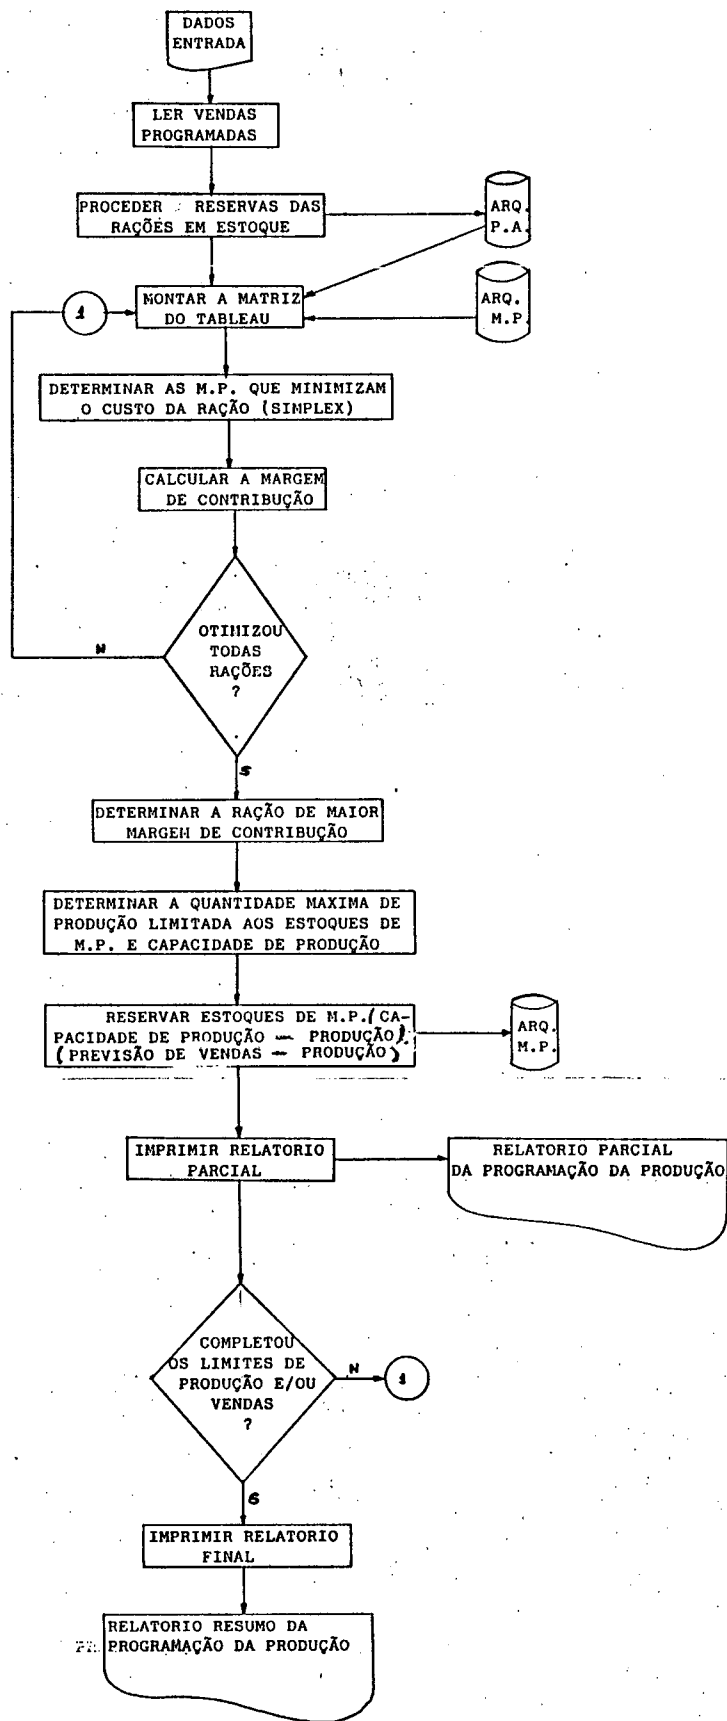 DADOS
ENTRADA
LER VENDAS
PROGRAMADAS
PROCEDER RESERVAS DAS
RAÇÕES EM ESTOQUE
ARQ.
P.A.
1
MONTAR A MATRIZ
DO TABLEAU
ARQ.
M.P.
DETERMINAR AS M.P. QUE MINIMIZAM
O CUSTO DA RAÇÃO (SIMPLEX)
CALCULAR A MARGEM
DE CONTRIBUÇÃO
OTIMIZOU
TODAS
RAÇÕES
?
N
S
DETERMINAR A RAÇÃO DE MAIOR
MARGEM DE CONTRIBUÇÃO
DETERMINAR A QUANTIDADE MAXIMA DE
PRODUÇÃO LIMITADA AOS ESTOQUES DE
M.P. E CAPACIDADE DE PRODUÇÃO
RESERVAR ESTOQUES DE M.P.(CA-
PACIDADE DE PRODUÇÃO — PRODUÇÃO).
(PREVISÃO DE VENDAS — PRODUÇÃO)
ARQ.
M.P.
IMPRIMIR RELATORIO
PARCIAL
RELATORIO PARCIAL
DA PROGRAMAÇÃO DA PRODUÇÃO
COMPLETOU
OS LIMITES DE
PRODUÇÃO E/OU
VENDAS
?
N
1
S
IMPRIMIR RELATORIO
FINAL
RELATORIO RESUMO DA
PROGRAMAÇÃO DA PRODUÇÃO